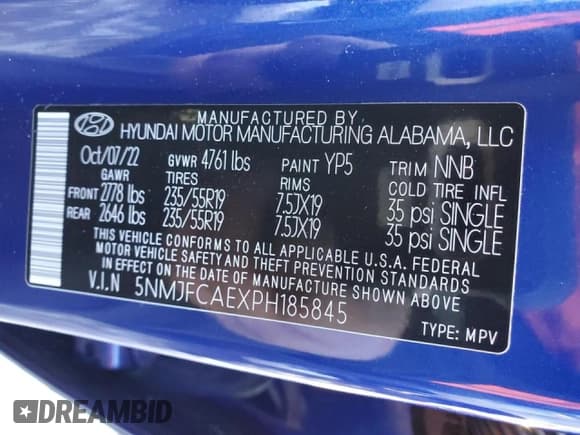 MANUFACTURED BY
HYUNDAI MOTOR MANUFACTURING ALABAMA, LLC
Oct/07/22 GVWR 4761 lbs PAINT YP5 TRIM NNB
GAWR TIRES RIMS COLD TIRE INFL
FRONT 2778 lbs 235/55R19 7.5JX19 35 psi SINGLE
REAR 2646 lbs 235/55R19 7.5JX19 35 psi SINGLE
THIS VEHICLE CONFORMS TO ALL APPLICABLE U.S.A. FEDERAL
MOTOR VEHICLE SAFETY AND THEFT PREVENTION STANDARDS
IN EFFECT ON THE DATE OF MANUFACTURE SHOWN ABOVE
V.I.N 5NMJFCAEXPH185845
TYPE: MPV
DREAMBID